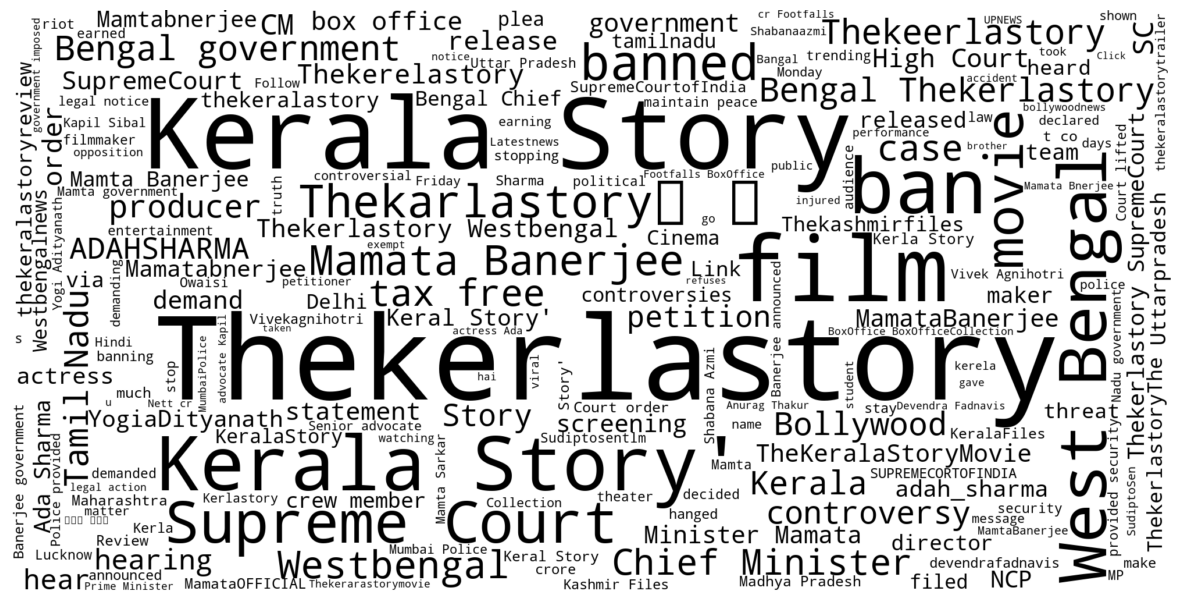 riot
Mamtabnerjee
CM
box office
plea
government
cr Footfalls
UPNEWS
shown
earned
Shabanaazmi
Thekeerlastory
SC
Bengal government
release
tamilnadu
notice
Uttar Pradesh
banned
Bangal
trending
High Court
took
Click
government imposed
SupremeCourt
Follow
Thekerelastory
SupremeCourtofIndia
Monday
heard
accident
legal notice
thekeralastory
Bengal Chief
maintain peace
Bengal
Thekerlastory
bollywoodnews
thekeralastoryreview
order
Kapil Sibal
Kerala Story
earning
released
law
declared
filmmaker
Latestnews
performance
t co
opposition
stopping
case
brother
team
days
thekeralastorytrailer
Mamta Banerjee
controversial
Friday
Sharma
political
Footfalls BoxOffice
public
audience
ban
movie
Mamata Bnerjee
Court lifted
Mamta government
truth
producer
Thekarlastory
injured
SupremeCourt
Westbengalnews
Yogi Adityanath
entertainment
Thekerlastory Westbengal
go
Thekashmirfiles
ADAHSHARMA
exempt
Cinema
Kerla Story
via
Mamatabnerjee
Mamata Banerjee
Link
film
Vivek Agnihotri
police
demanding
Owaisi
petitioner
refuses
demand
Delhi
tax free
controversies
maker
Vivekagnihotri
Keral Story'
petition
Banerjee announced
MamataBanerjee
s
taken
actress Ada
BoxOffice BoxOfficeCollection
Tamil Nadu
Hindi
banning
Thekerlastory
West Bengal
Nadu government
Thekerlastory
Uttarpradesh
stop
MumbaiPolice
advocate Kapil
hai
viral
Story'
Shabana Azmi
student
kerela
gave
actress
much
u
Nett cr
Court order
Anurag Thakur
stay
Devendra Fadnavis
threat
YogiaDityanath
statement
Story
screening
name
Bollywood
Senior advocate
KeralaStory
watching
Sudiptosentlm
KeralaFiles
Banerjee government
Ada Sharma
Police provided
Kerala Story'
Mamta Sarkar
Mamta
TheKeralaStoryMovie
provided security
SudiptoSen
Thekerlastory
ThekerlastoryThe
demanded
legal action
Kerala
SUPREMECORTOFINDIA
Maharashtra
Kerlastory
crew member
Collection
theater
decided
adah_sharma
matter
Supreme Court
hanged
controversy
security
Kerla
message
Review
Minister Mamata
MamtaBanerjee
Lucknow
hearing
Mumbai Police
Keral Story
director
Westbengal
crore
Chief Minister
devendrafadnavis
make
hear
announced
Prime Minister
MamataOFFICIAL
Thekerarastorymovie
Kashmir Files
Madhya Pradesh
filed
NCP
MP